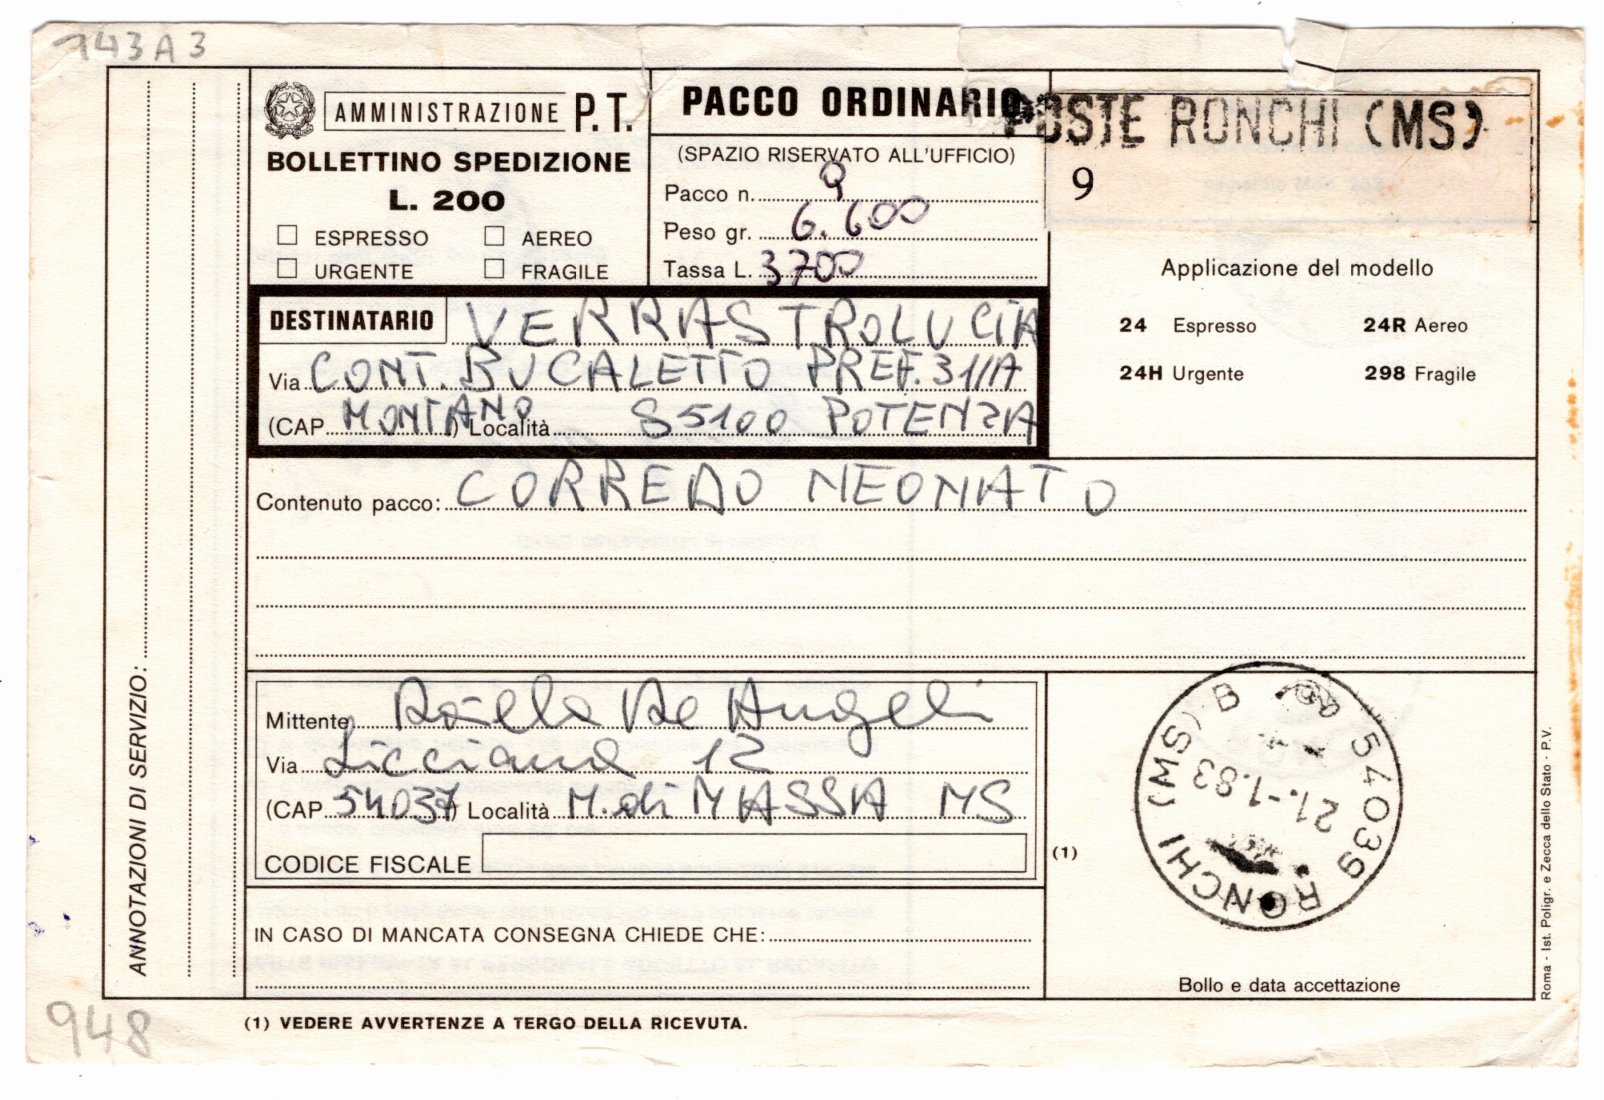 743A3
AMMINISTRAZIONE P.T.
BOLLETTINO SPEDIZIONE
L. 200
ESPRESSO AEREO
URGENTE FRAGILE
PACCO ORDINARIO
(SPAZIO RISERVATO ALL'UFFICIO)
Pacco n. 9
Peso gr. 6.600
Tassa L. 3700
POSTE RONCHI (MS)
9
Applicazione del modello
24 Espresso 24R Aereo
24H Urgente 298 Fragile
DESTINATARIO VERRASTRO LUCIA
Via CONT. BUCALETTO PREF. 31/A
(CAP MONTANO) Località 85100 POTENZA
Contenuto pacco: CORREDO NEONATO
ANNOTAZIONI DI SERVIZIO:
Mittente De Angeli
Via Licciana 12
(CAP 54037) Località M. di MASSA MS
CODICE FISCALE
IN CASO DI MANCATA CONSEGNA CHIEDE CHE:
(1)
54039 RONCHI (MS) B
21.-1.83
Bollo e data accettazione
Roma - Ist. Poligr. e Zecca dello Stato - P.V.
948
(1) VEDERE AVVERTENZE A TERGO DELLA RICEVUTA.